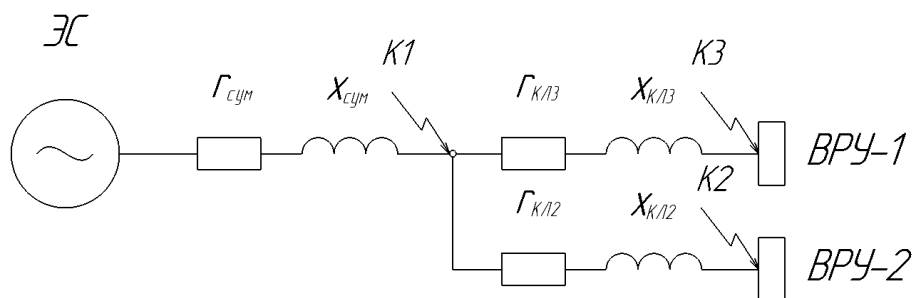 ЭС
К1
К3
rсум
xсум
rКЛ3
xКЛ3
ВРУ-1
К2
rКЛ2
xКЛ2
ВРУ-2